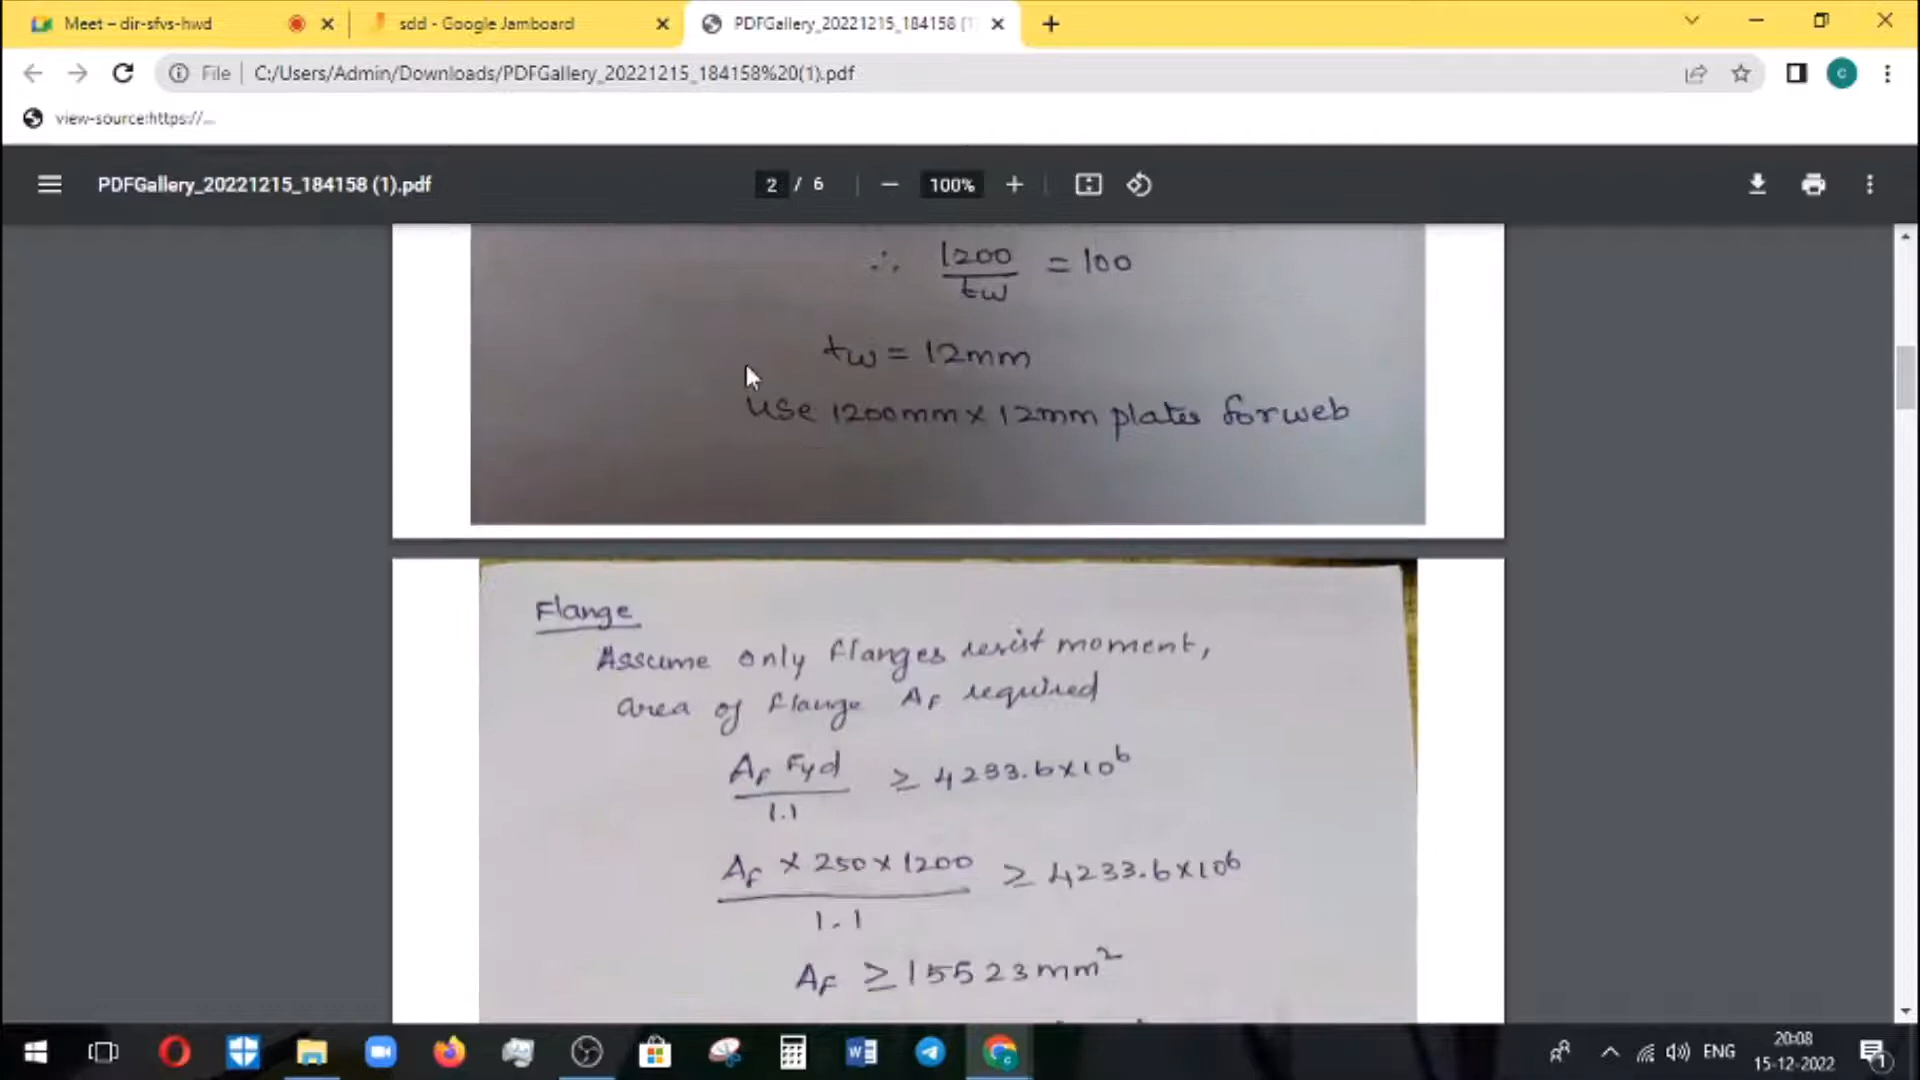 Meet – dir-sfvs-hwd
sdd - Google Jamboard
PDFGallery_20221215_184158 (1
File
C:/Users/Admin/Downloads/PDFGallery_20221215_184158%20(1).pdf
c
view-source:https://...
PDFGallery_20221215_184158 (1).pdf
2 / 6
100%
∴ 1200/tw = 100
tw = 12mm
use 1200mm x 12mm plates for web
Flange
Assume only flanges resist moment,
area of flange AF required
AF Fyd / 1.1 ≥ 4233.6x10^6
AF x 250 x 1200 / 1.1 ≥ 4233.6x10^6
AF ≥ 15523mm²
ENG
20:08
15-12-2022
1